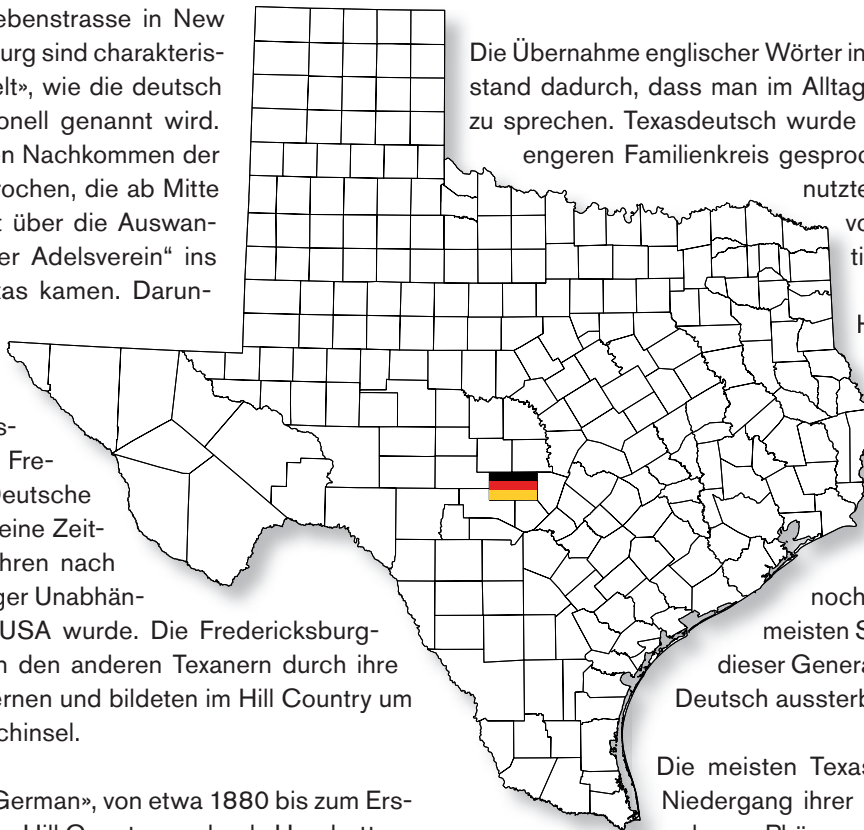 ebenstrasse in New
burg sind charakteris-
elt», wie die deutsch
onell genannt wird.
n Nachkommen der
rochen, die ab Mitte
t über die Auswan-
er Adelsverein“ ins
as kamen. Darun-
s-
Fre-
Deutsche
eine Zeit-
hren nach
ger Unabhän-
USA wurde. Die Fredericksburg-
n den anderen Texanern durch ihre
ernen und bildeten im Hill Country um
chinsel.
German», von etwa 1880 bis zum Ers-
Die Übernahme englischer Wörter in
stand dadurch, dass man im Alltag
zu sprechen. Texasdeutsch wurde
engeren Familienkreis gesproc
nutzte
vo
ti
H
noch
meisten S
dieser Genera
Deutsch aussterb
Die meisten Texas
Niedergang ihrer